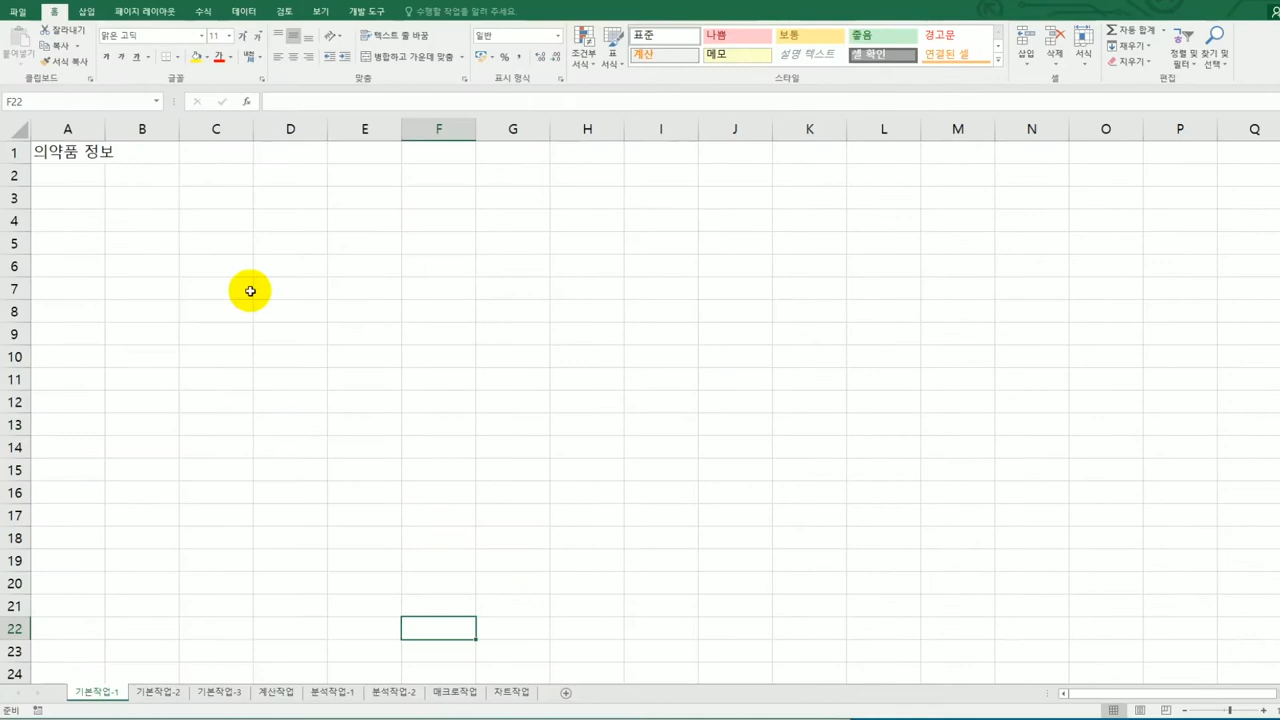 파일 홈 삽입 페이지 레이아웃 수식 데이터 검토 보기 개발 도구 수행할 작업을 알려 주세요.
잘라내기 맑은 고딕 11 가 가 텍스트 줄 일반 표준 나쁨 보통 좋음 경고문 자동 합계
붙여넣기 복사 채우기
서식 복사 가 가 가 병합하고 가운데 맞춤 % 조건부 서식 표 서식 계산 메모 설명 텍스트 셀 확인 연결된 셀 삽입 삭제 서식 지우기 정렬 및 필터 찾기 및 선택
클립보드 글꼴 맞춤 표시 형식 스타일 셀 편집
F22 fx
A B C D E F G H I J K L M N O P Q
1 의약품 정보
2
3
4
5
6
7
8
9
10
11
12
13
14
15
16
17
18
19
20
21
22
23
24
기본작업-1 기본작업-2 기본작업-3 계산작업 분석작업-1 분석작업-2 매크로작업 차트작업
준비